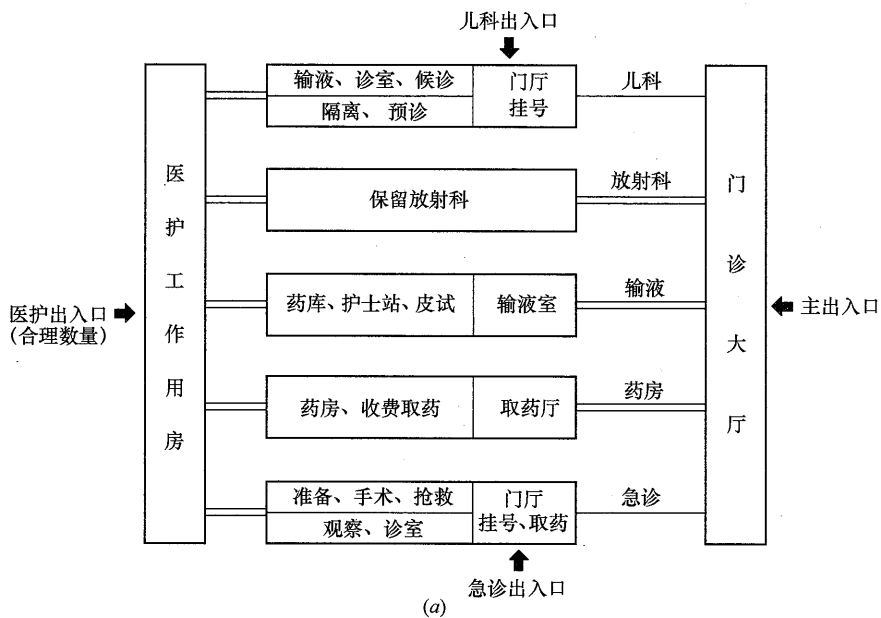 儿科出入口
输液、诊室、候诊
隔离、 预诊
门厅
挂号
儿科
医护工作用房
保留放射科
放射科
门诊大厅
医护出入口
(合理数量)
药库、护士站、皮试
输液室
输液
主出入口
药房、收费取药
取药厅
药房
准备、手术、抢救
观察、诊室
门厅
挂号、取药
急诊
急诊出入口
(a)